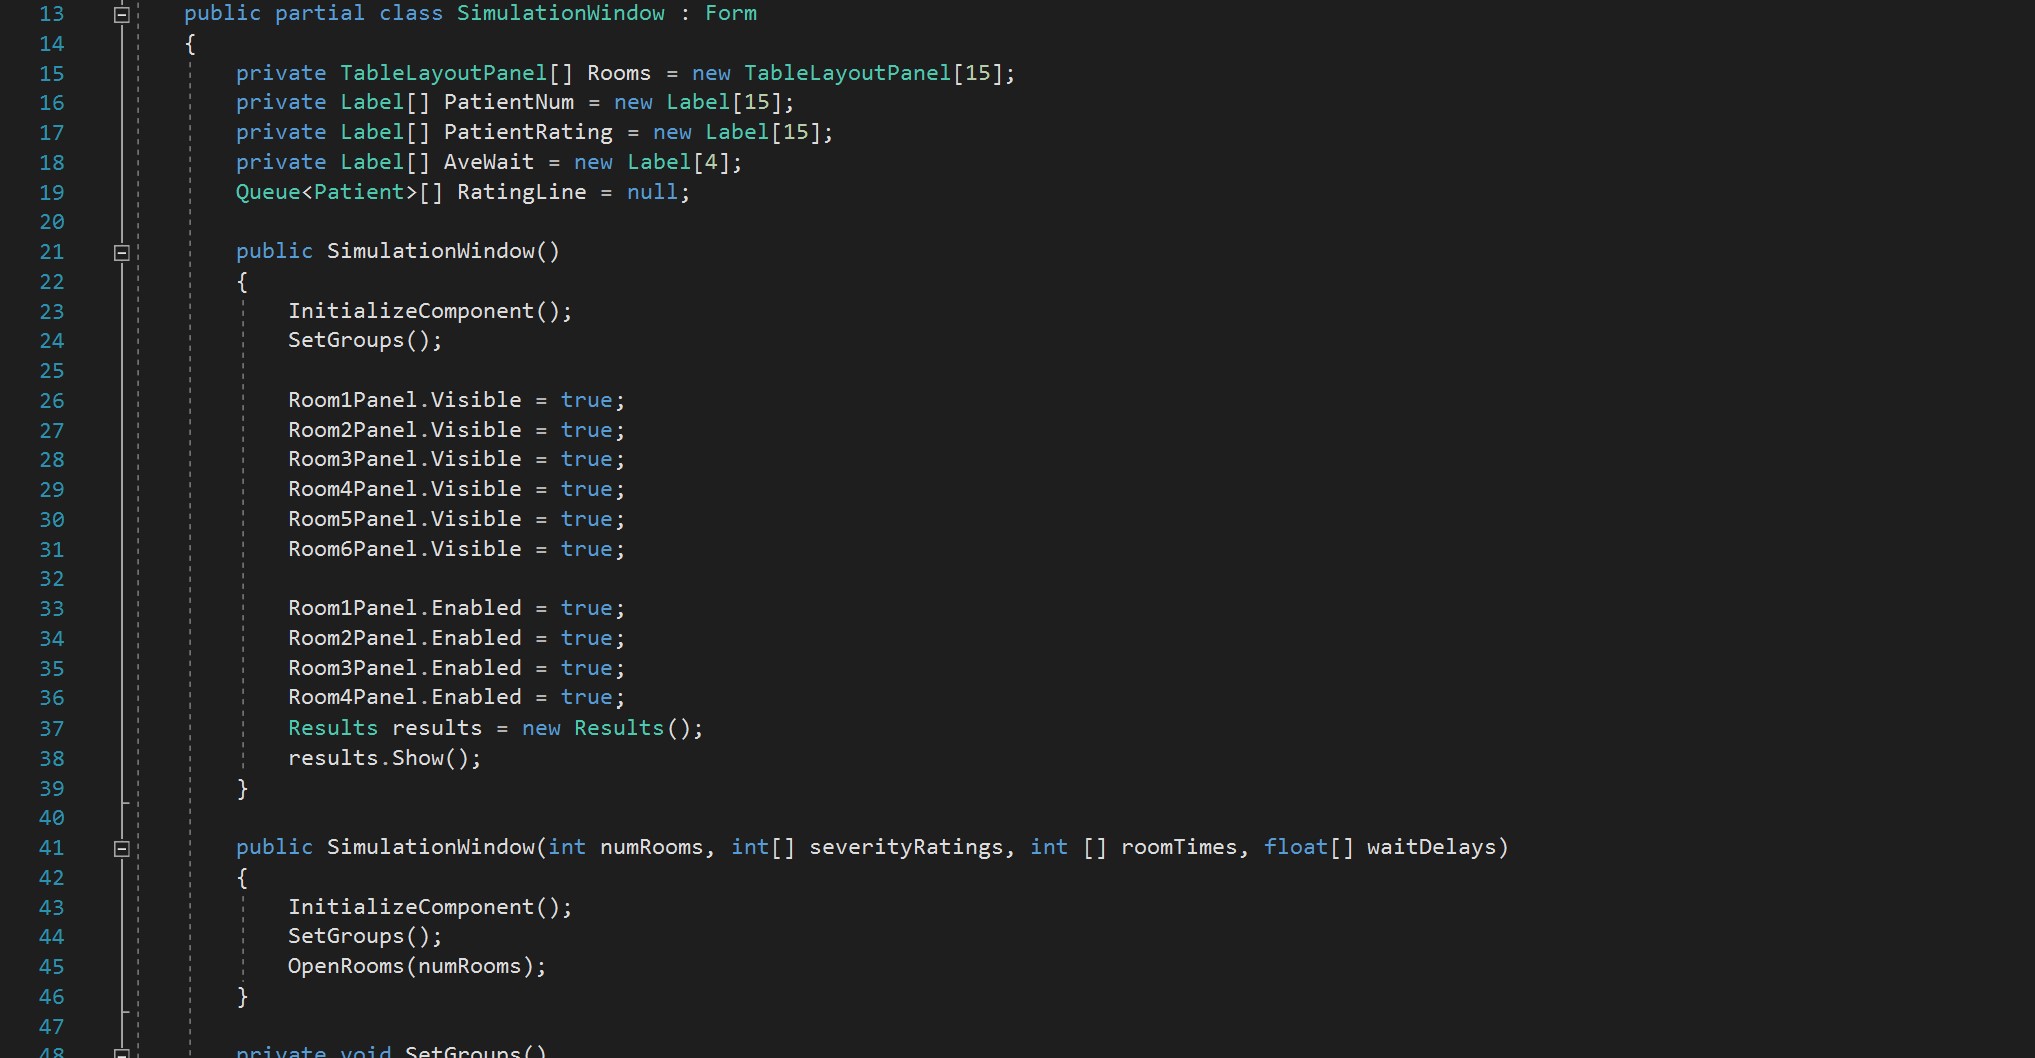 13 public partial class SimulationWindow : Form
14 {
15 private TableLayoutPanel[] Rooms = new TableLayoutPanel[15];
16 private Label[] PatientNum = new Label[15];
17 private Label[] PatientRating = new Label[15];
18 private Label[] AveWait = new Label[4];
19 Queue<Patient>[] RatingLine = null;
20
21 public SimulationWindow()
22 {
23 InitializeComponent();
24 SetGroups();
25
26 Room1Panel.Visible = true;
27 Room2Panel.Visible = true;
28 Room3Panel.Visible = true;
29 Room4Panel.Visible = true;
30 Room5Panel.Visible = true;
31 Room6Panel.Visible = true;
32
33 Room1Panel.Enabled = true;
34 Room2Panel.Enabled = true;
35 Room3Panel.Enabled = true;
36 Room4Panel.Enabled = true;
37 Results results = new Results();
38 results.Show();
39 }
40
41 public SimulationWindow(int numRooms, int[] severityRatings, int [] roomTimes, float[] waitDelays)
42 {
43 InitializeComponent();
44 SetGroups();
45 OpenRooms(numRooms);
46 }
47
48 private void SetGroups()